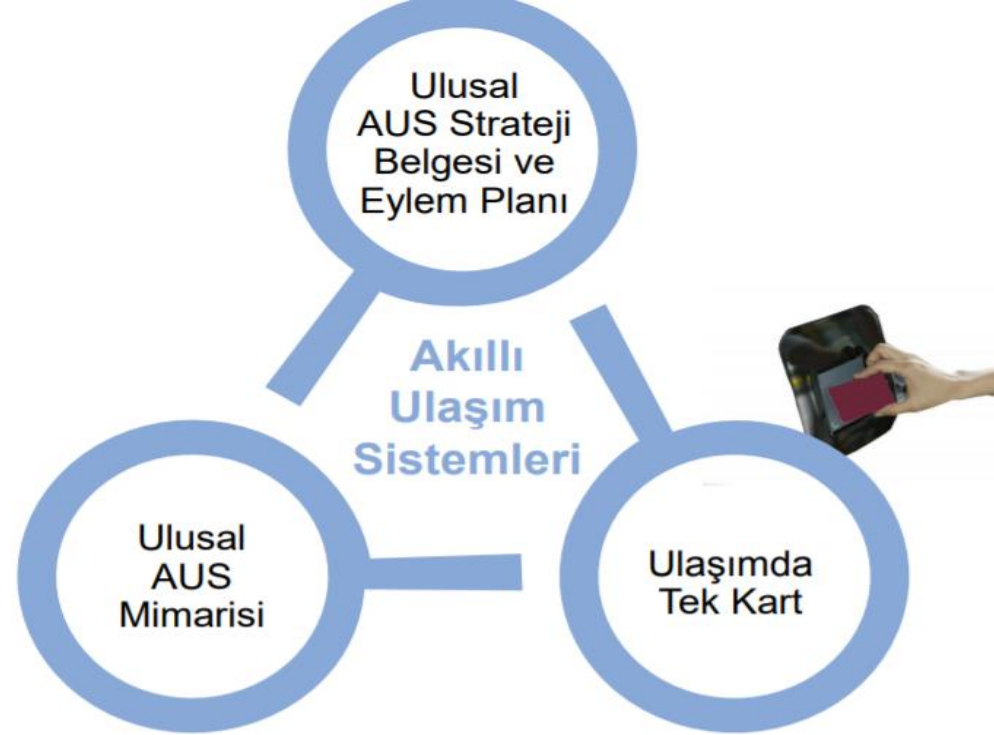 Ulusal
AUS Strateji
Belgesi ve
Eylem Planı
Akıllı
Ulaşım
Sistemleri
Ulusal
AUS
Mimarisi
Ulaşımda
Tek Kart